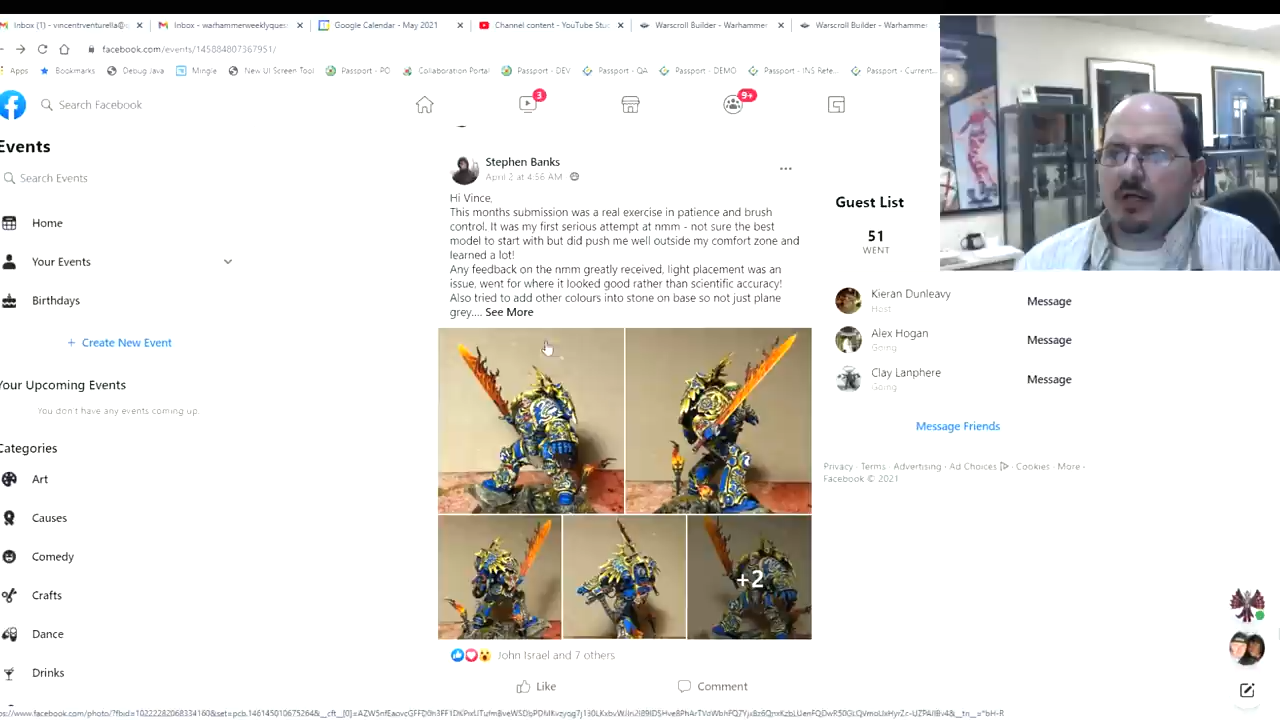 Inbox (1) - vincentrventurella@g
Inbox - warhammerweeklyques
Google Calendar - May 2021
Channel content - YouTube Stud
Warscroll Builder - Warhammer
Warscroll Builder - Warhammer
facebook.com/events/145884807367951/
Apps
Bookmarks
Debug Java
Mingle
New UI Screen Tool
Passport - PO
Collaboration Portal
Passport - DEV
Passport - QA
Passport - DEMO
Passport - INS Rele...
Passport - Current...
Search Facebook
3
9+
Events
Search Events
Home
Your Events
Birthdays
+ Create New Event
Your Upcoming Events
You don't have any events coming up.
Categories
Art
Causes
Comedy
Crafts
Dance
Drinks
Stephen Banks
April 2 at 4:56 AM
Hi Vince,
This months submission was a real exercise in patience and brush
control. It was my first serious attempt at nmm - not sure the best
model to start with but did push me well outside my comfort zone and
learned a lot!
Any feedback on the nmm greatly received, light placement was an
issue, went for where it looked good rather than scientific accuracy!
Also tried to add other colours into stone on base so not just plane
grey.... See More
+2
John Israel and 7 others
Like
Comment
Guest List
51
WENT
Kieran Dunleavy
Host
Message
Alex Hogan
Going
Message
Clay Lanphere
Going
Message
Message Friends
Privacy · Terms · Advertising · Ad Choices · Cookies · More ·
Facebook © 2021